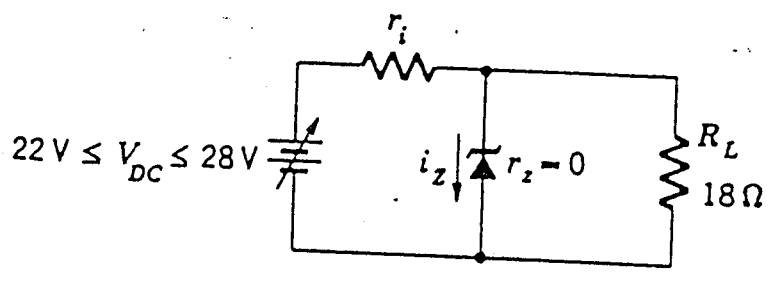 r_i
22 V ≤ V_DC ≤ 28 V
i_Z
r_z = 0
R_L
18 Ω